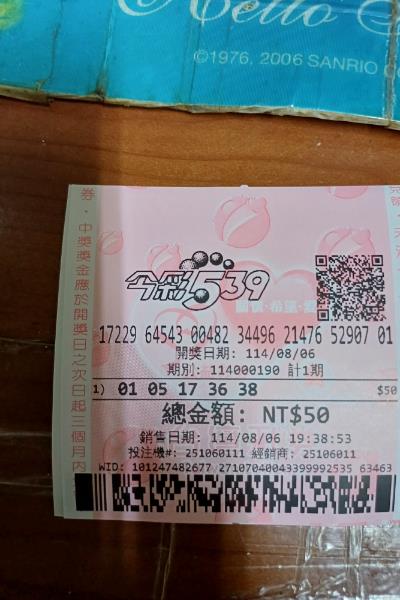 Hello
©1976, 2006 SANRIO CO
券，中獎獎金應於開獎日之次日起三個月內
今彩539
17229 64543 00482 34496 21476 52907 01
開獎日期: 114/08/06
期別: 114000190 計1期
1) 01 05 17 36 38 $50
總金額: NT$50
銷售日期: 114/08/06 19:38:53
投注機#: 251060111 經銷商: 25106011
WID: 101247482677 27107040043399992535 63463